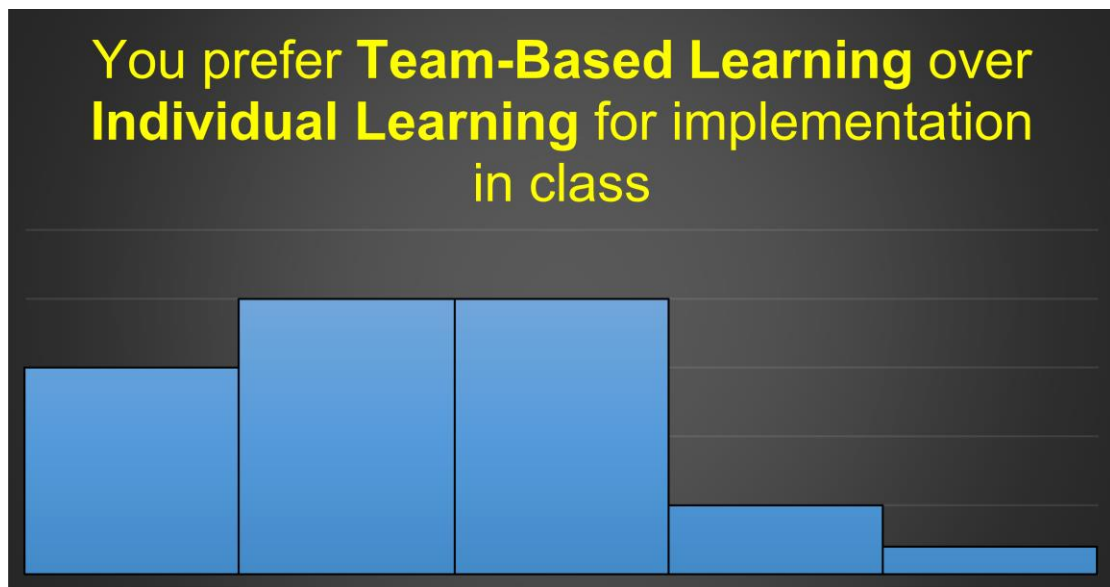 You prefer Team-Based Learning over
Individual Learning for implementation
in class